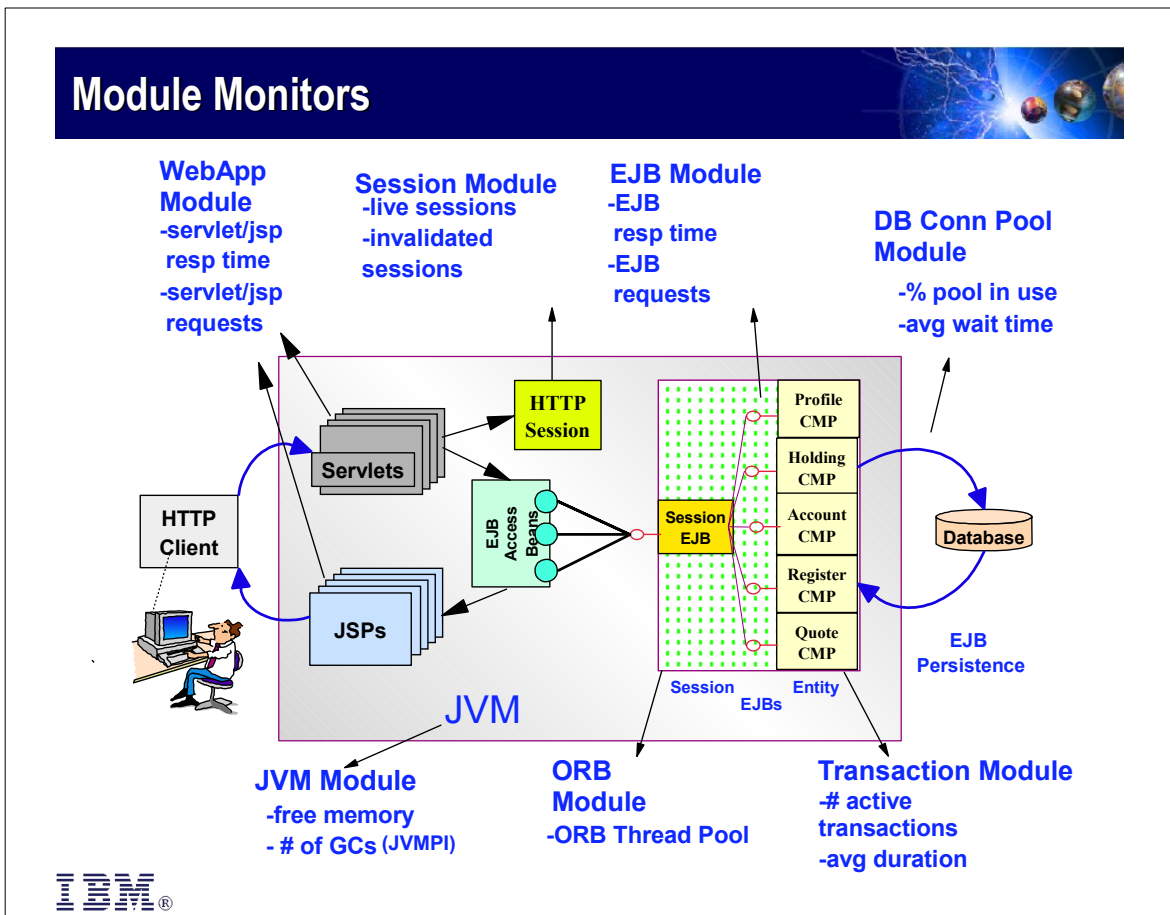 Module Monitors
WebApp
Module
-servlet/jsp
resp time
-servlet/jsp
requests
Session Module
-live sessions
-invalidated
sessions
EJB Module
-EJB
resp time
-EJB
requests
DB Conn Pool
Module
-% pool in use
-avg wait time
HTTP
Client
Servlets
JSPs
HTTP
Session
EJB
Access
Beans
Session
EJB
Profile
CMP
Holding
CMP
Account
CMP
Register
CMP
Quote
CMP
Database
EJB
Persistence
Session
Entity
EJBs
JVM
JVM Module
-free memory
- # of GCs (JVMPI)
ORB
Module
-ORB Thread Pool
Transaction Module
-# active
transactions
-avg duration
IBM®